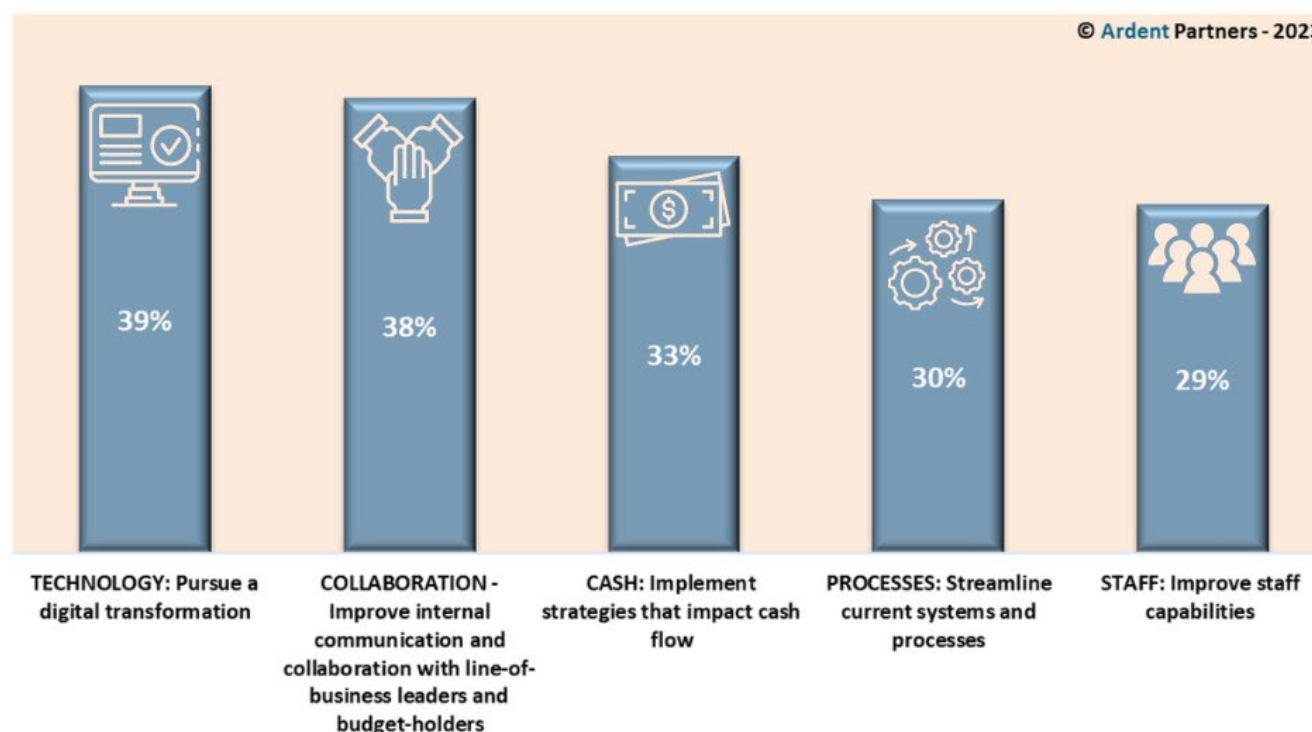 © Ardent Partners - 2023
39%
38%
33%
30%
29%
TECHNOLOGY: Pursue a
digital transformation
COLLABORATION -
Improve internal
communication and
collaboration with line-of-
business leaders and
budget-holders
CASH: Implement
strategies that impact cash
flow
PROCESSES: Streamline
current systems and
processes
STAFF: Improve staff
capabilities